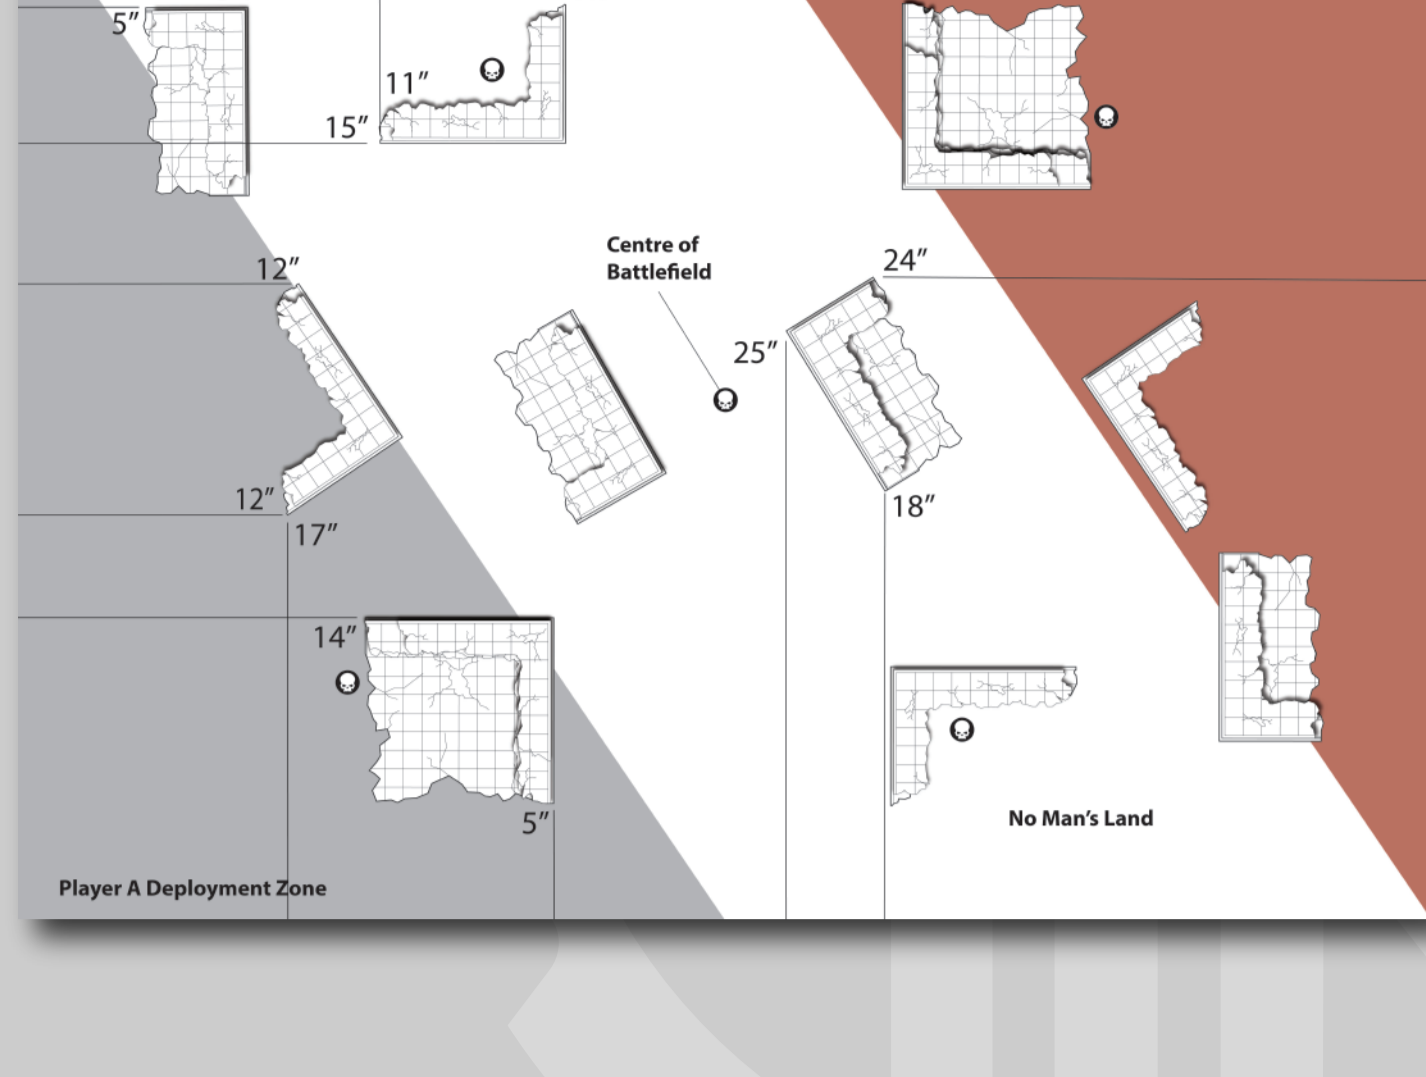 5”
11”
15”
Centre of
Battlefield
12”
24”
25”
12”
17”
18”
14”
5”
No Man’s Land
Player A Deployment Zone